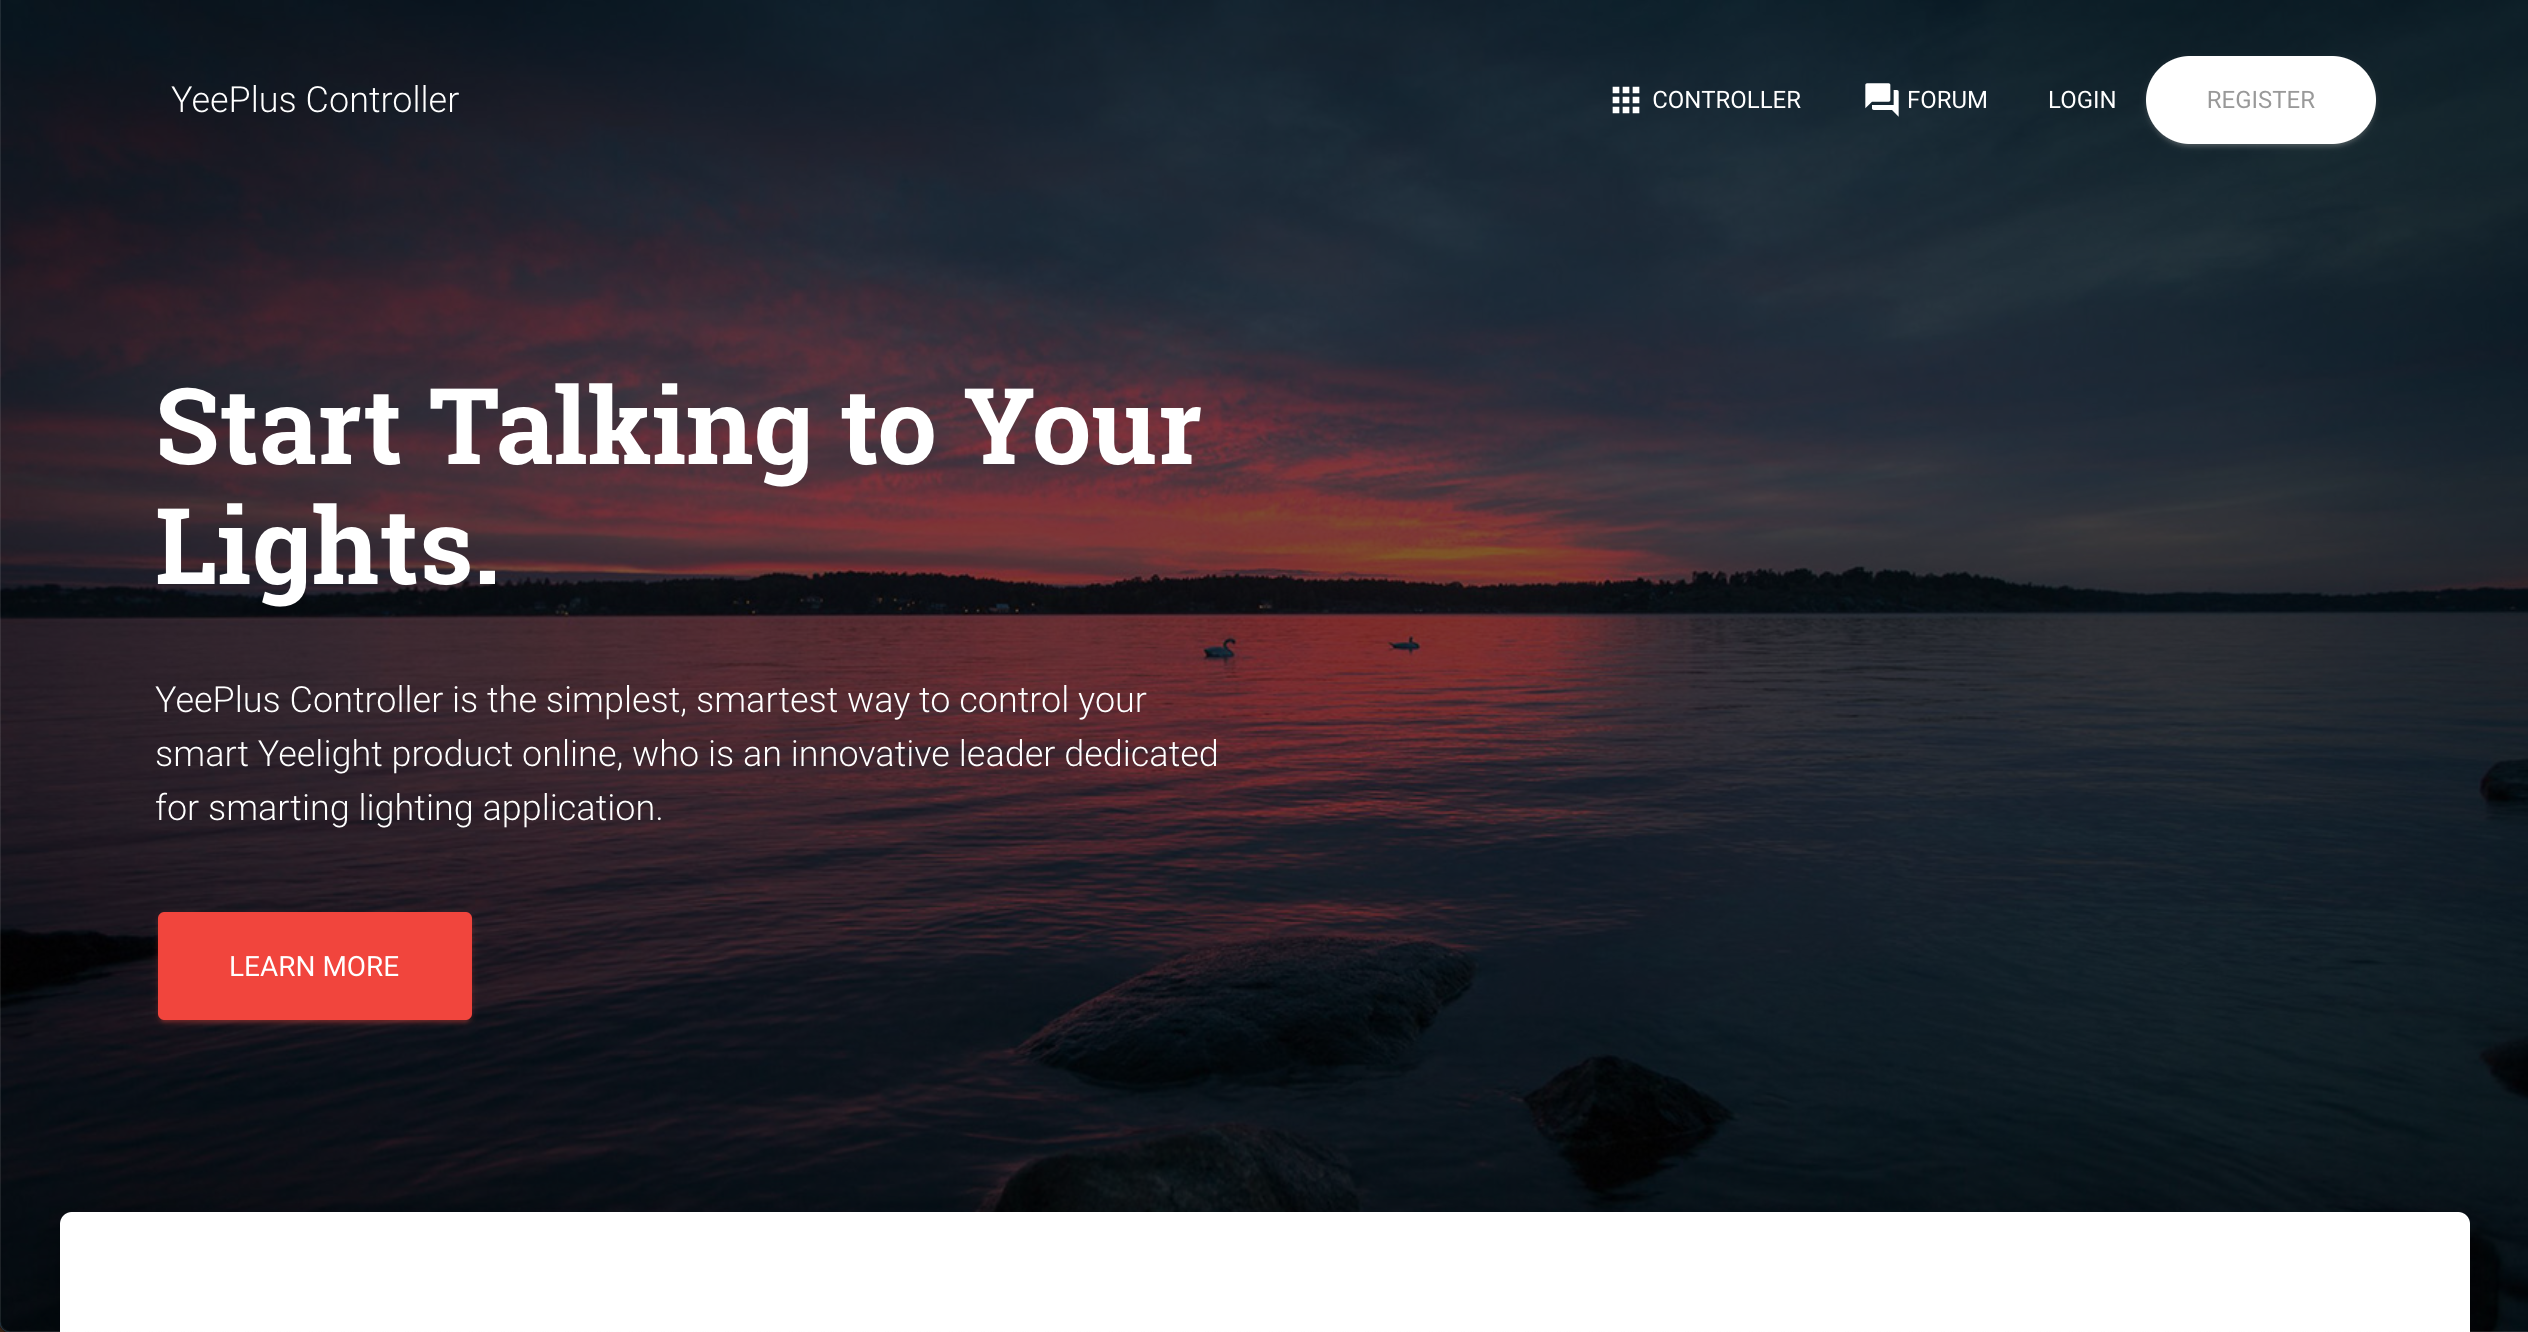 YeePlus Controller
CONTROLLER
FORUM
LOGIN
REGISTER
Start Talking to Your
Lights.
YeePlus Controller is the simplest, smartest way to control your
smart Yeelight product online, who is an innovative leader dedicated
for smarting lighting application.
LEARN MORE